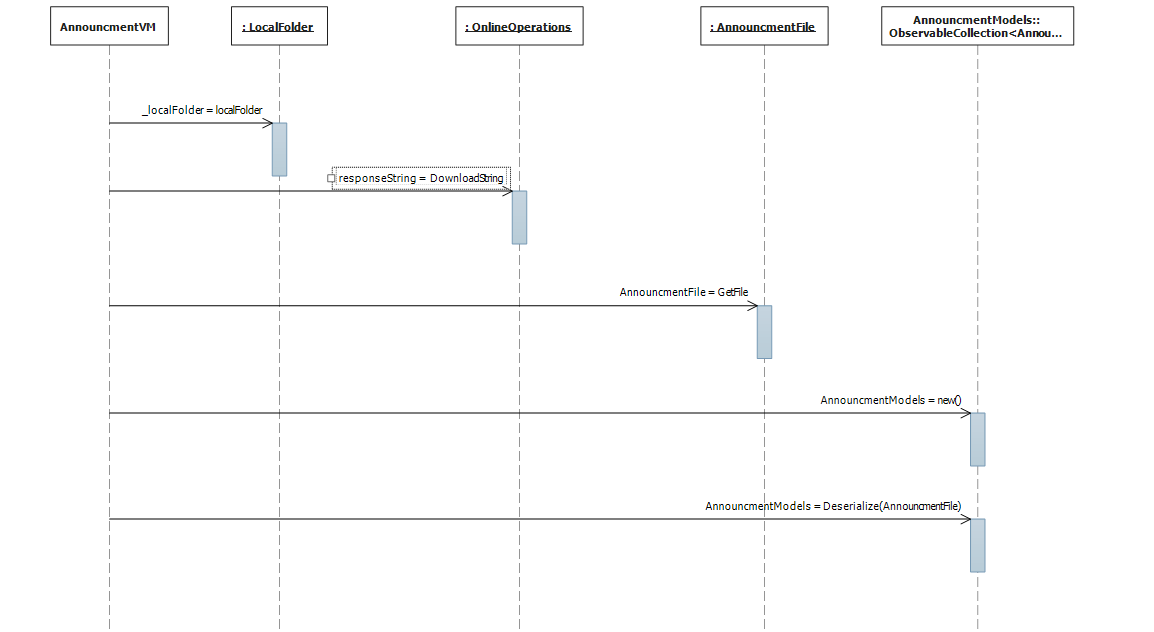 AnnouncmentVM
: LocalFolder
: OnlineOperations
: AnnouncmentFile
AnnouncmentModels::
ObservableCollection<Annou...
_localFolder = localFolder
responseString = DownloadString
AnnouncmentFile = GetFile
AnnouncmentModels = new()
AnnouncmentModels = Deserialize(AnnouncmentFile)